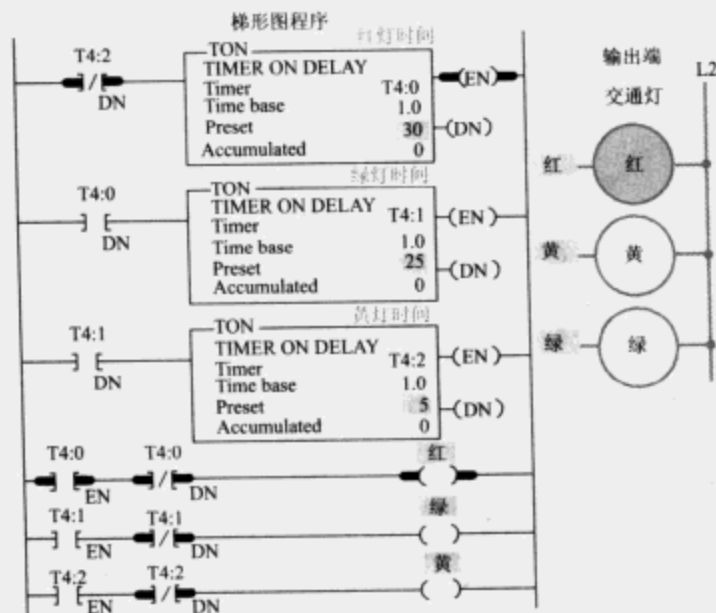 梯形图程序
红灯时间
T4:2
DN
TON
TIMER ON DELAY
Timer T4:0
Time base 1.0
Preset 30
Accumulated 0
(EN)
(DN)
绿灯时间
T4:0
DN
TON
TIMER ON DELAY
Timer T4:1
Time base 1.0
Preset 25
Accumulated 0
(EN)
(DN)
黄灯时间
T4:1
DN
TON
TIMER ON DELAY
Timer T4:2
Time base 1.0
Preset 5
Accumulated 0
(EN)
(DN)
T4:0 T4:0 红
EN DN
T4:1 T4:1 绿
EN DN
T4:2 T4:2 黄
EN DN
输出端
L2
交通灯
红 红
黄 黄
绿 绿